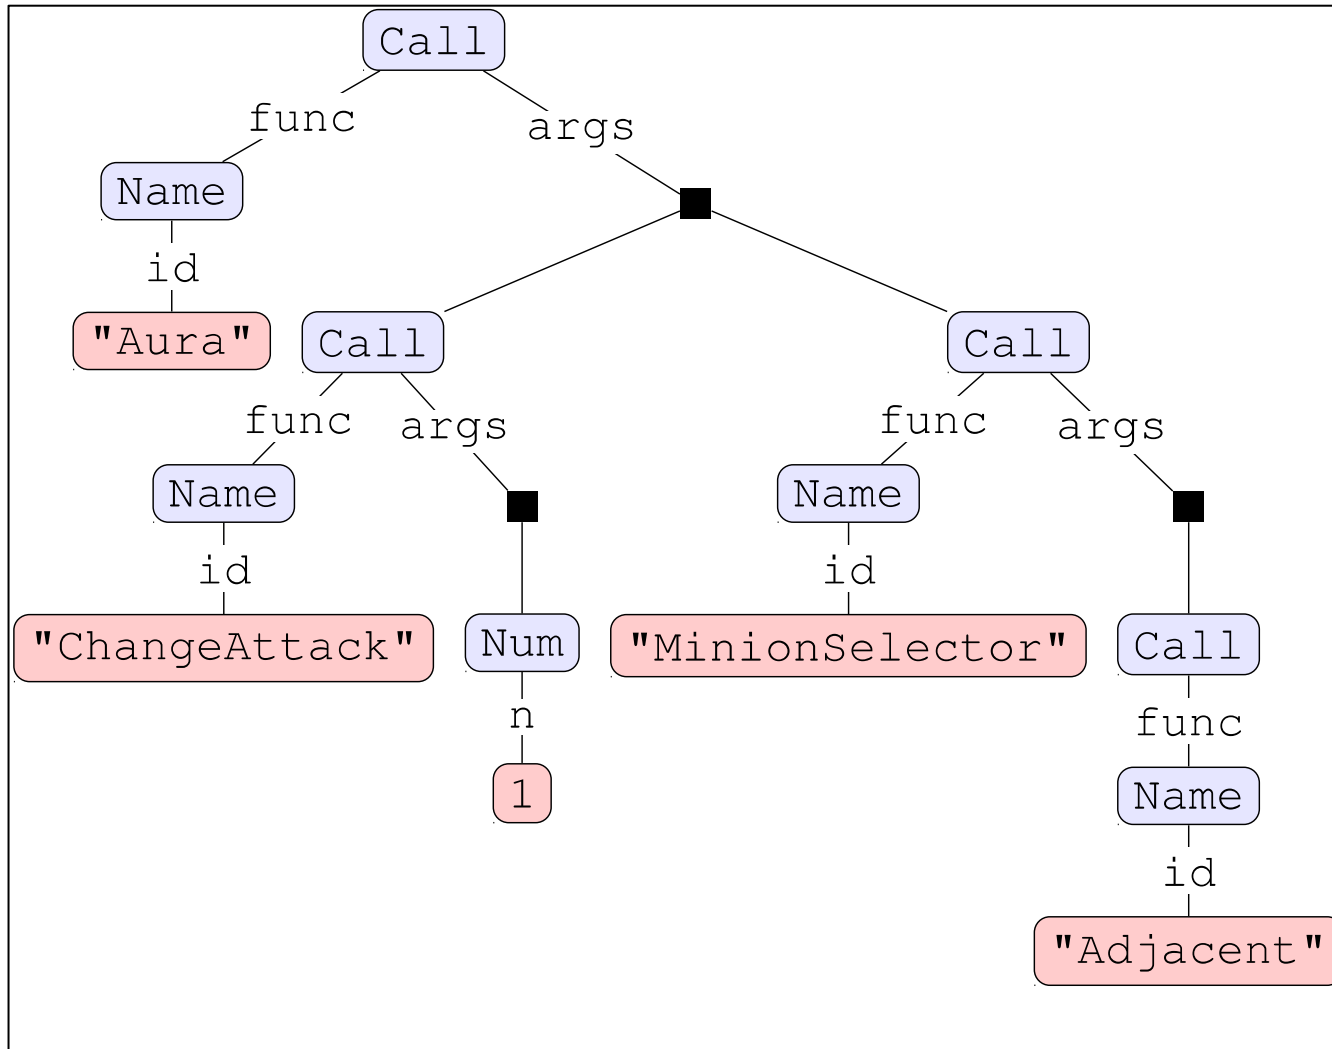 Call
func args
Name
id
"Aura" Call Call
func args func args
Name Name
id id
"ChangeAttack" Num "MinionSelector" Call
n func
1 Name
id
"Adjacent"